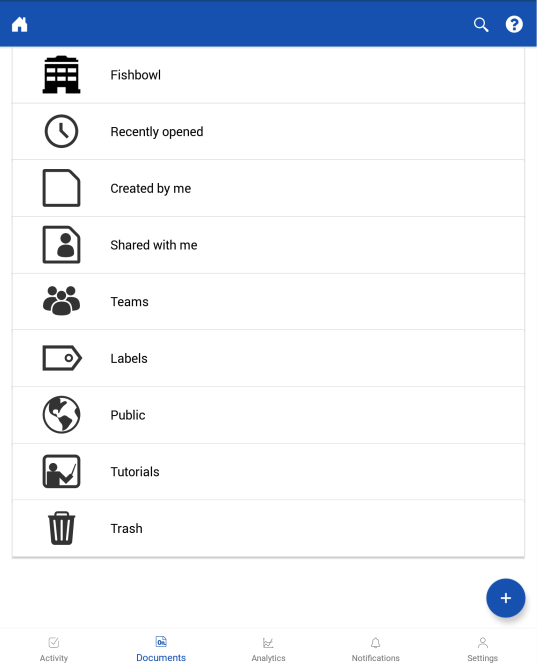 Fishbowl
Recently opened
Created by me
Shared with me
Teams
Labels
Public
Tutorials
Trash
Activity
Documents
Analytics
Notifications
Settings